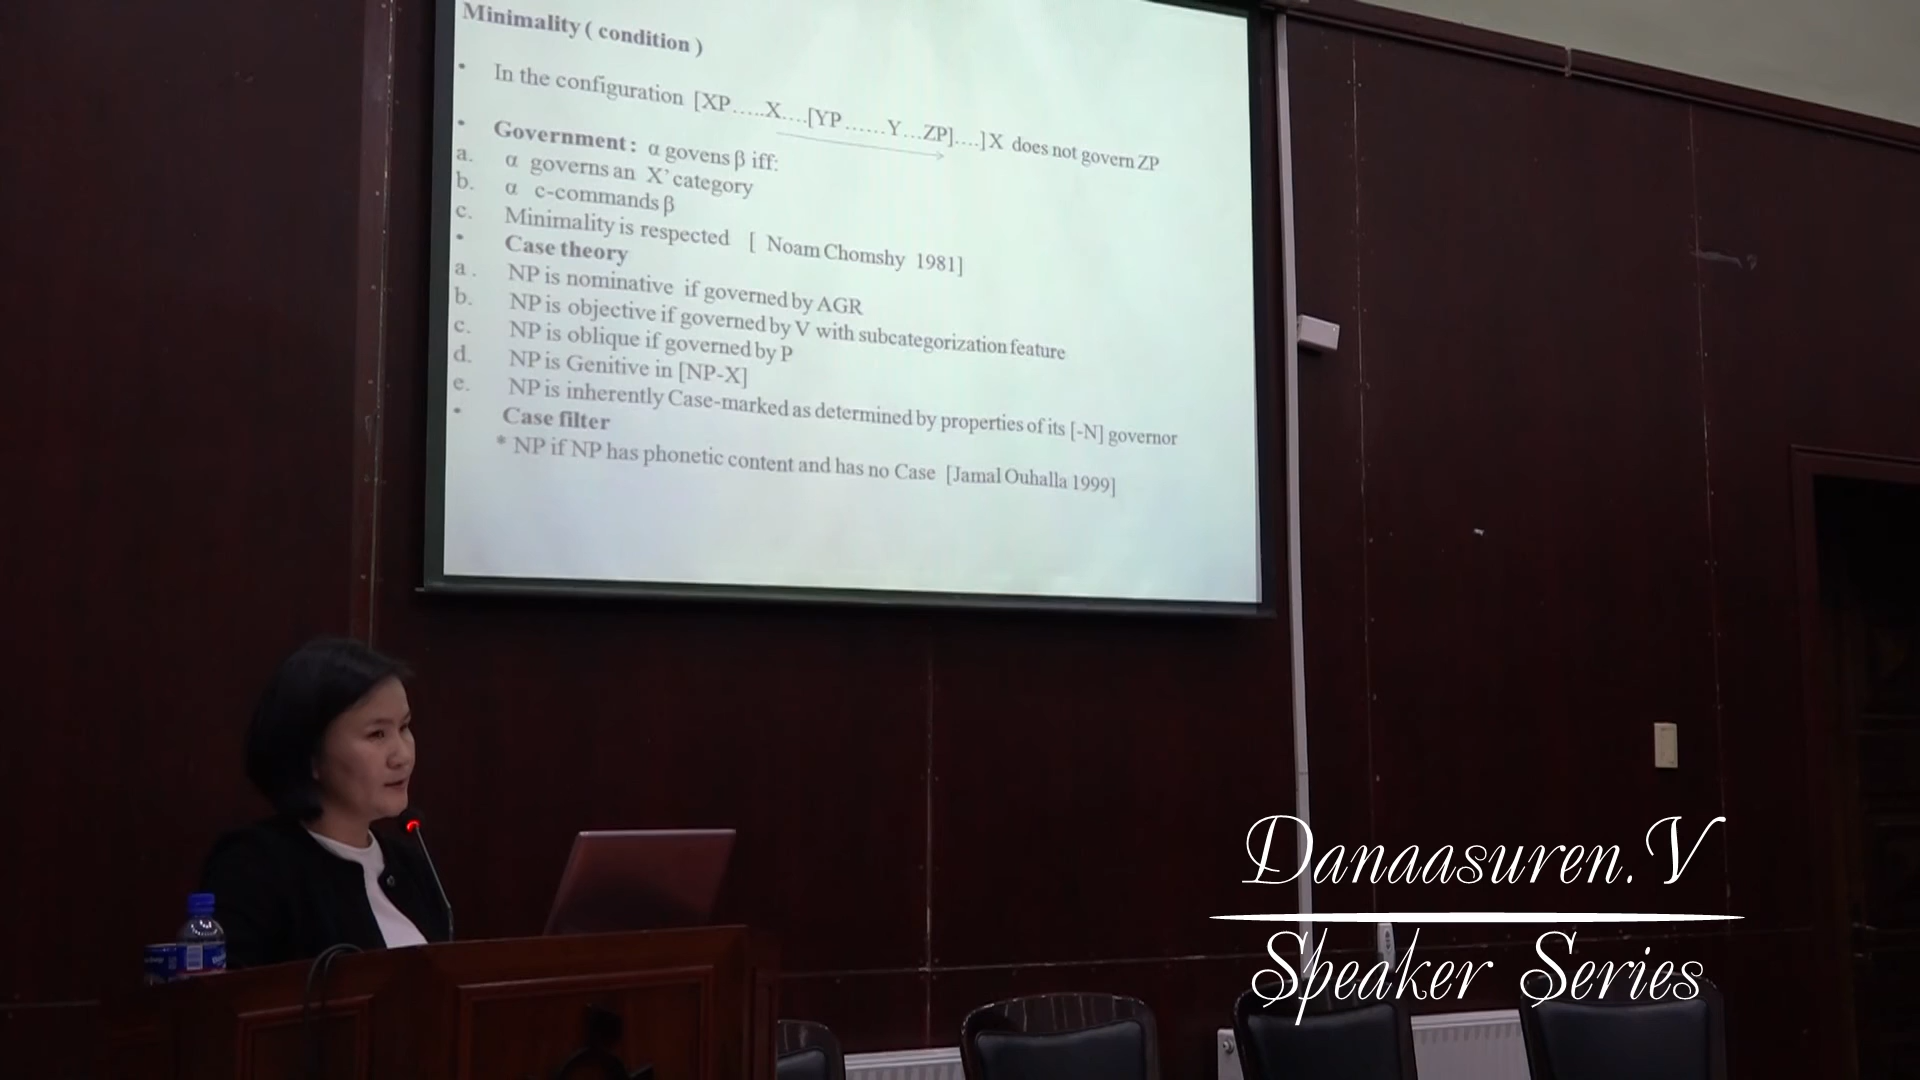 Minimality ( condition )
• In the configuration [XP…..X….[YP……Y…ZP]….]X does not govern ZP
• Government : α govens β iff:
a. α governs an X’ category
b. α c-commands β
c. Minimality is respected [ Noam Chomshy 1981]
• Case theory
a . NP is nominative if governed by AGR
b. NP is objective if governed by V with subcategorization feature
c. NP is oblique if governed by P
d. NP is Genitive in [NP-X]
e. NP is inherently Case-marked as determined by properties of its [-N] governor
• Case filter
* NP if NP has phonetic content and has no Case [Jamal Ouhalla 1999]
Danaasuren.V
Speaker Series